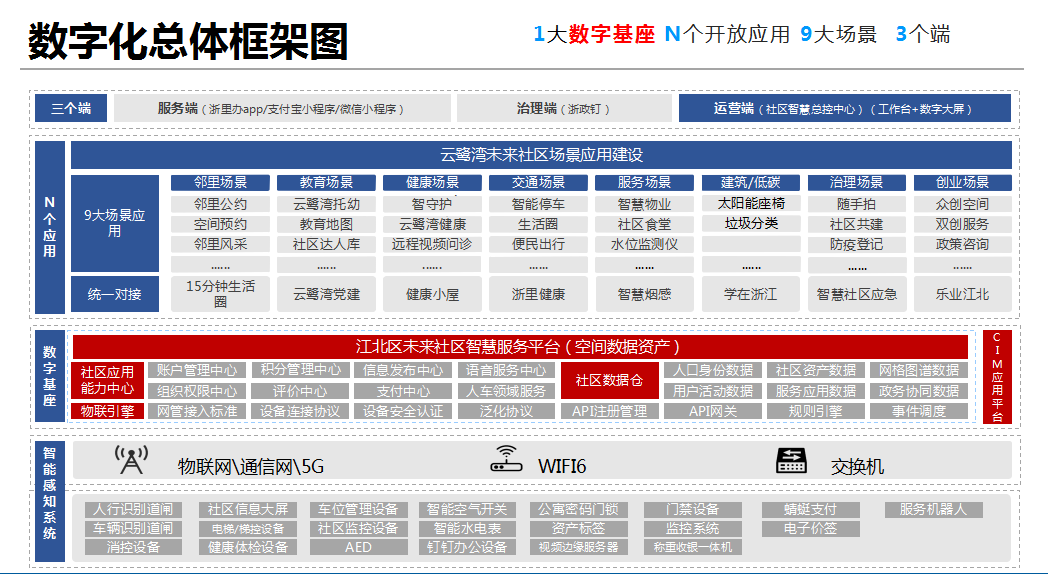 数字化总体框架图
1大数字基座 N个开放应用 9大场景 3个端
三个端
服务端（浙里办app/支付宝小程序/微信小程序）
治理端（浙政钉）
运营端（社区智慧总控中心）（工作台+数字大屏）
N个应用
云鹭湾未来社区场景应用建设
9大场景应用
邻里场景 教育场景 健康场景 交通场景 服务场景 建筑/低碳 治理场景 创业场景
邻里公约 云鹭湾托幼 智守护 智能停车 智慧物业 太阳能座椅 随手拍 众创空间
空间预约 教育地图 云鹭湾健康 生活圈 社区食堂 垃圾分类 社区共建 双创服务
邻里风采 社区达人库 远程视频问诊 便民出行 水位监测仪 防疫登记 政策咨询
...... ...... ...... ...... ...... ...... ...... ......
统一对接
15分钟生活圈 云鹭湾党建 健康小屋 浙里健康 智慧烟感 学在浙江 智慧社区应急 乐业江北
数字基座
江北区未来社区智慧服务平台（空间数据资产）
CIM应用平台
社区应用能力中心
账户管理中心 积分管理中心 信息发布中心 语音服务中心
社区数据仓
人口身份数据 社区资产数据 网格图谱数据
组织权限中心 评价中心 支付中心 人车领域服务
用户活动数据 服务应用数据 政务协同数据
物联引擎 网管接入标准 设备连接协议 设备安全认证 泛化协议 API注册管理 API网关 规则引擎 事件调度
智能感知系统
物联网\通信网\5G
WIFI6
交换机
人行识别道闸 社区信息大屏 车位管理设备 智能空气开关 公寓密码门锁 门禁设备 蜻蜓支付 服务机器人
车辆识别道闸 电梯/梯控设备 社区监控设备 智能水电表 资产标签 监控系统 电子价签
消控设备 健康体检设备 AED 钉钉办公设备 视频边缘服务器 称重收银一体机